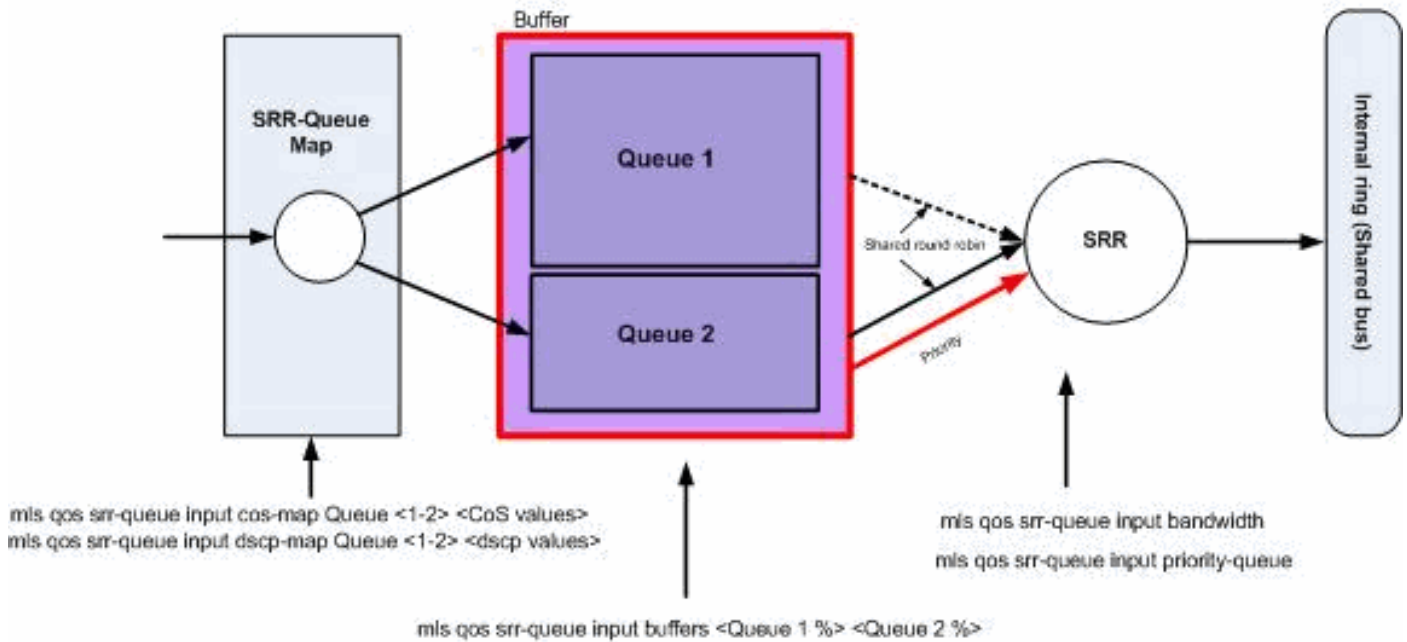 Buffer
SRR-Queue
Map
Queue 1
Queue 2
Shared round robin
Priority
SRR
Internal ring (Shared bus)
mls qos srr-queue input cos-map Queue <1-2> <CoS values>
mls qos srr-queue input dscp-map Queue <1-2> <dscp values>
mls qos srr-queue input bandwidth
mls qos srr-queue input priority-queue
mls qos srr-queue input buffers <Queue 1 %> <Queue 2 %>